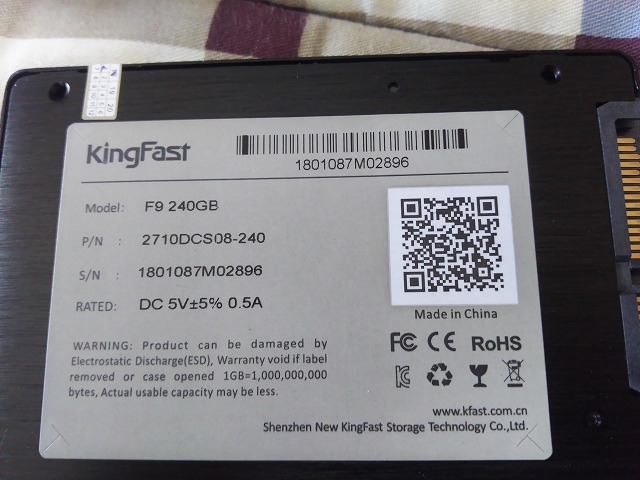 KingFast
1801087M02896
Model: F9 240GB
P/N : 2710DCS08-240
S/N : 1801087M02896
RATED: DC 5V±5% 0.5A
Made in China
WARNING: Product can be damaged by
Electrostatic Discharge(ESD), Warranty void if label
removed or case opened 1GB=1,000,000,000
bytes, Actual usable capacity may be less.
FC CE RoHS
www.kfast.com.cn
Shenzhen New KingFast Storage Technology Co.,Ltd.
19 20